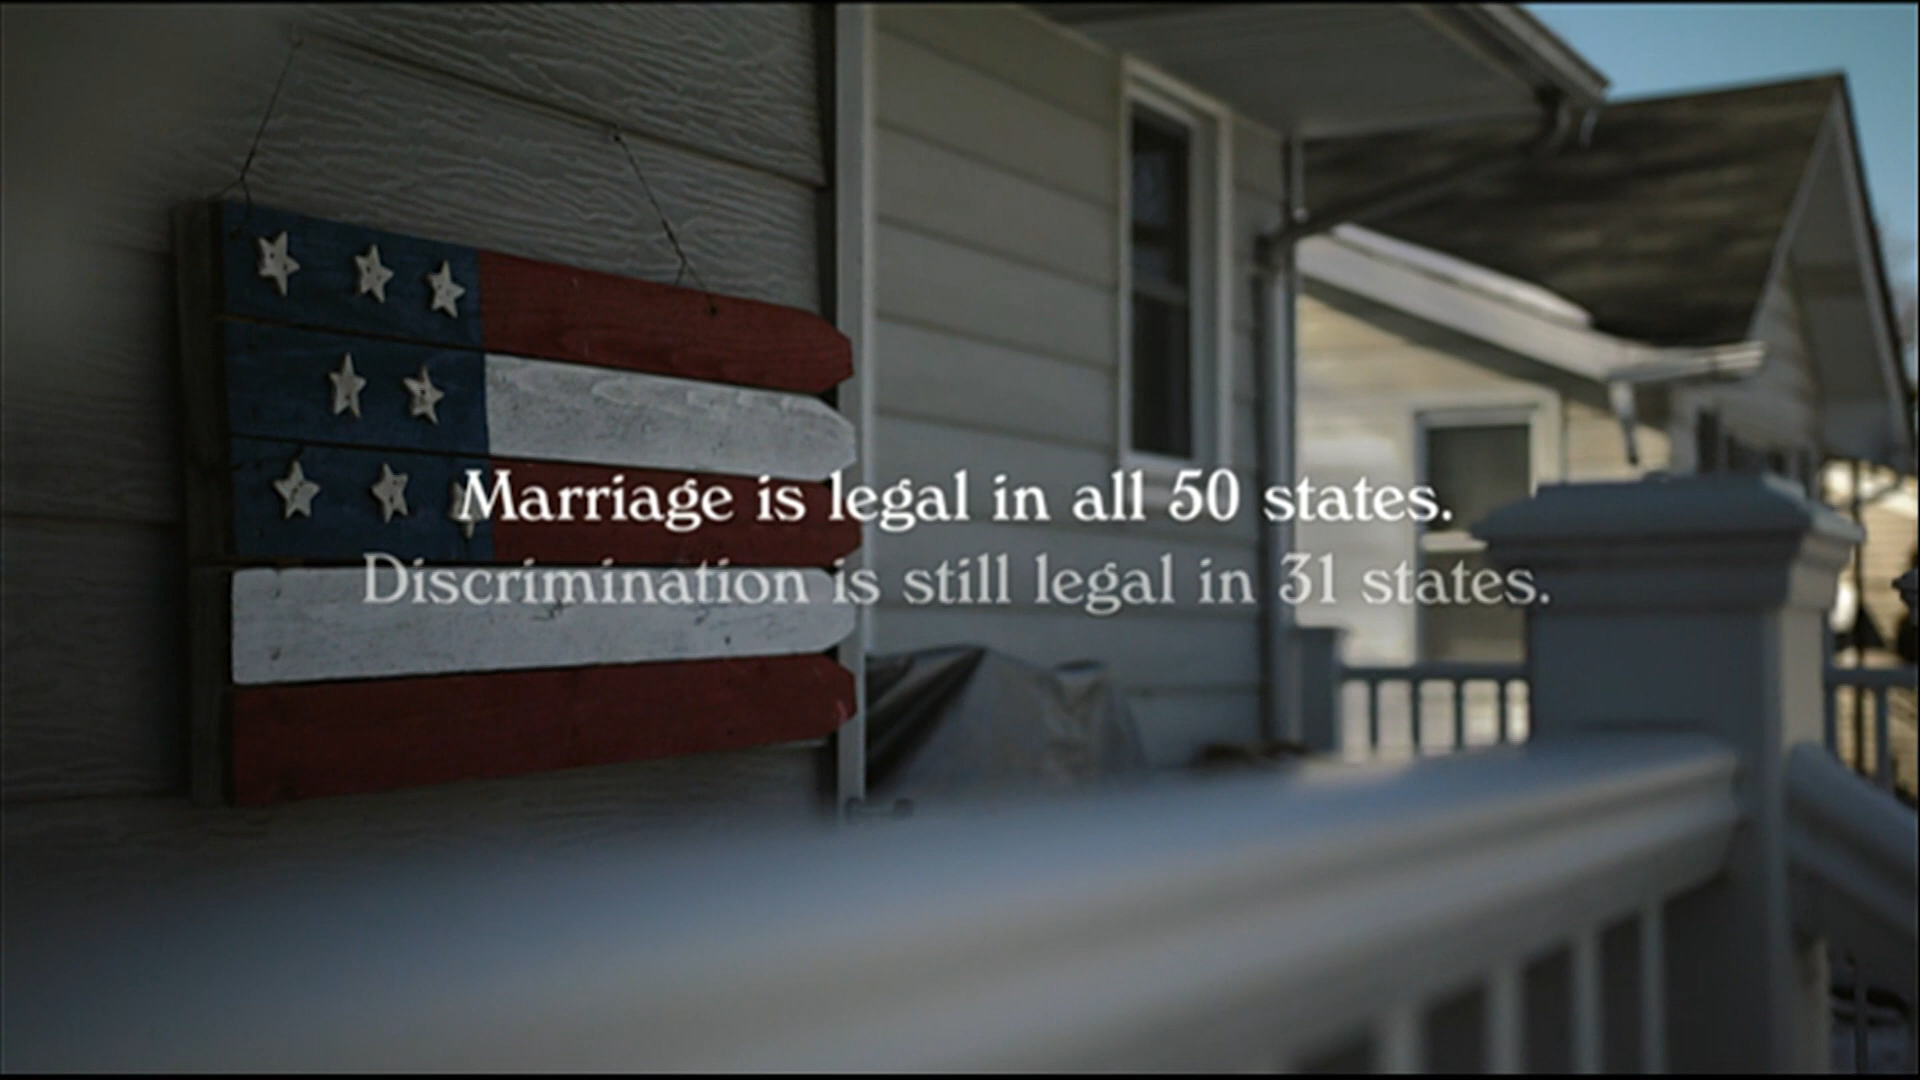 Marriage is legal in all 50 states.
Discrimination is still legal in 31 states.